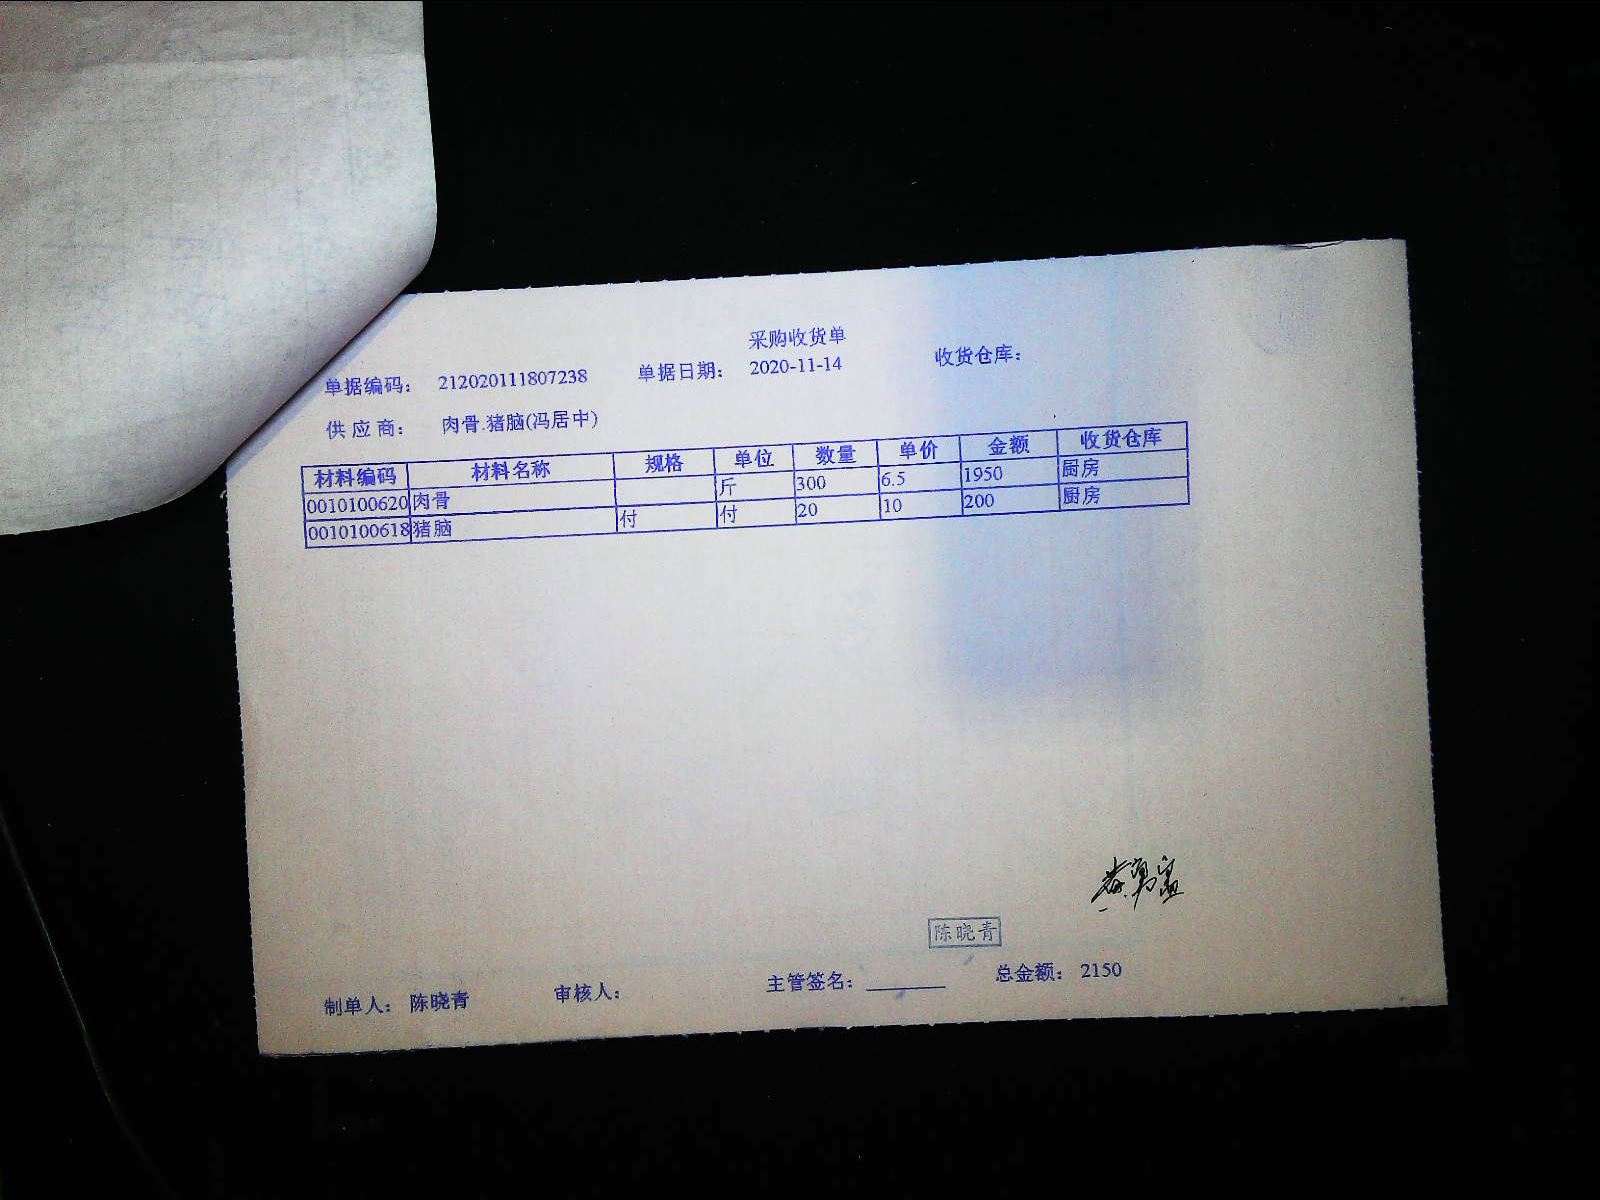 采购收货单
单据编码: 212020111807238 单据日期: 2020-11-14 收货仓库:
供应商: 肉骨.猪脑(冯居中)
材料编码 材料名称 规格 单位 数量 单价 金额 收货仓库
0010100620 肉骨 斤 300 6.5 1950 厨房
0010100618 猪脑 付 付 20 10 200 厨房
陈晓青
制单人: 陈晓青 审核人: 主管签名: ______ 总金额: 2150